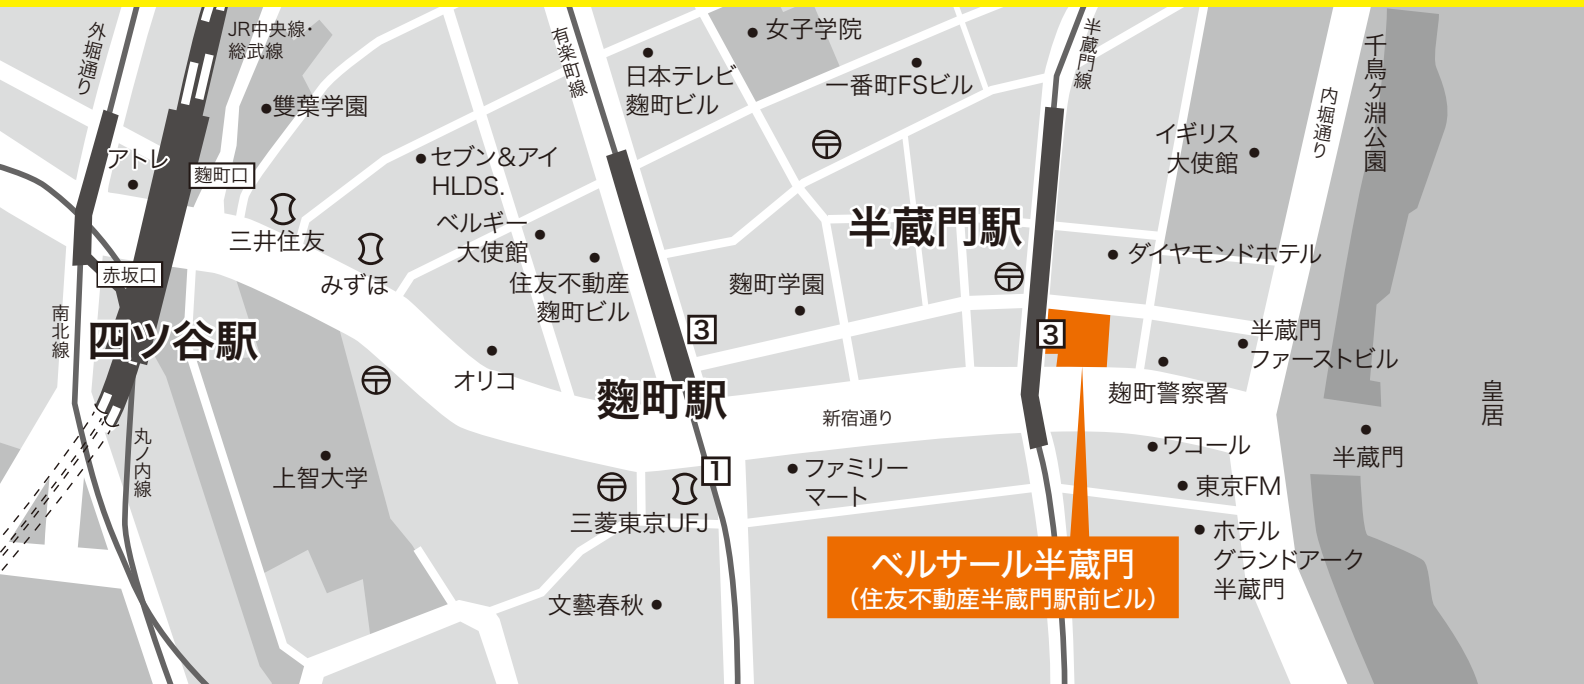 外堀通り
JR中央線・
総武線
有楽町線
日本テレビ
麴町ビル
女子学院
一番町FSビル
半蔵門線
千鳥ヶ淵公園
内堀通り
イギリス
大使館
雙葉学園
アトレ
麴町口
セブン&アイ
HLDS.
三井住友
みずほ
ベルギー
大使館
住友不動産
麴町ビル
半蔵門駅
ダイヤモンドホテル
赤坂口
麴町学園
南北線
四ツ谷駅
3
3
半蔵門
ファーストビル
オリコ
麴町駅
新宿通り
麴町警察署
皇居
丸ノ内線
上智大学
1
ファミリー
マート
ワコール
半蔵門
東京FM
三菱東京UFJ
ホテル
グランドアーク
半蔵門
ベルサール半蔵門
（住友不動産半蔵門駅前ビル）
文藝春秋